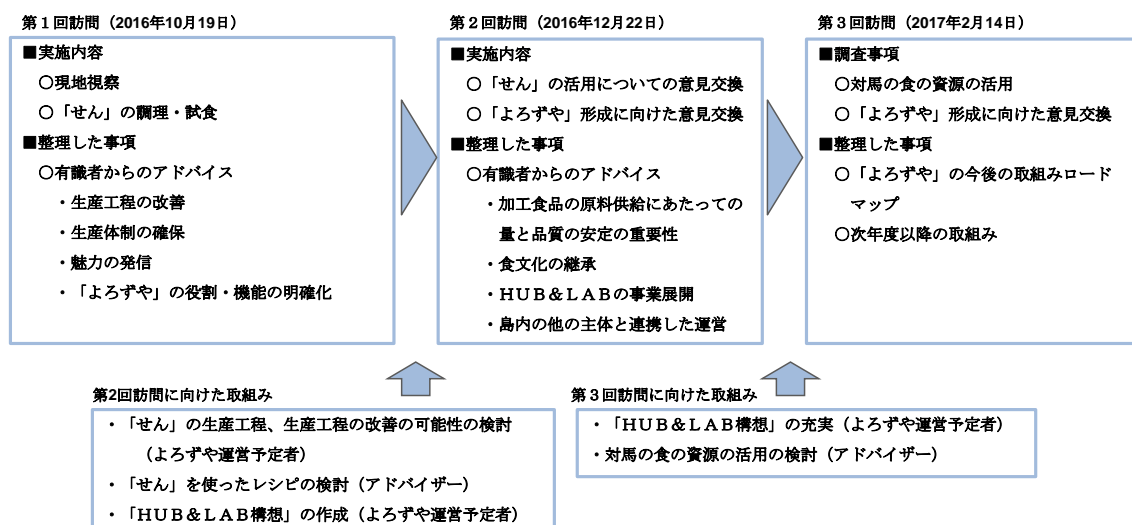 第１回訪問（2016年10月19日）
■実施内容
○現地視察
○「せん」の調理・試食
■整理した事項
○有識者からのアドバイス
・生産工程の改善
・生産体制の確保
・魅力の発信
・「よろずや」の役割・機能の明確化
第２回訪問（2016年12月22日）
■実施内容
○「せん」の活用についての意見交換
○「よろずや」形成に向けた意見交換
■整理した事項
○有識者からのアドバイス
・加工食品の原料供給にあたっての
量と品質の安定の重要性
・食文化の継承
・ＨＵＢ＆ＬＡＢの事業展開
・島内の他の主体と連携した運営
第３回訪問（2017年2月14日）
■調査事項
○対馬の食の資源の活用
○「よろずや」形成に向けた意見交換
■整理した事項
○「よろずや」の今後の取組みロード
マップ
○次年度以降の取組み
第2回訪問に向けた取組み
・「せん」の生産工程、生産工程の改善の可能性の検討
（よろずや運営予定者）
・「せん」を使ったレシピの検討（アドバイザー）
・「ＨＵＢ＆ＬＡＢ構想」の作成（よろずや運営予定者）
第３回訪問に向けた取組み
・「ＨＵＢ＆ＬＡＢ構想」の充実（よろずや運営予定者）
・対馬の食の資源の活用の検討（アドバイザー）